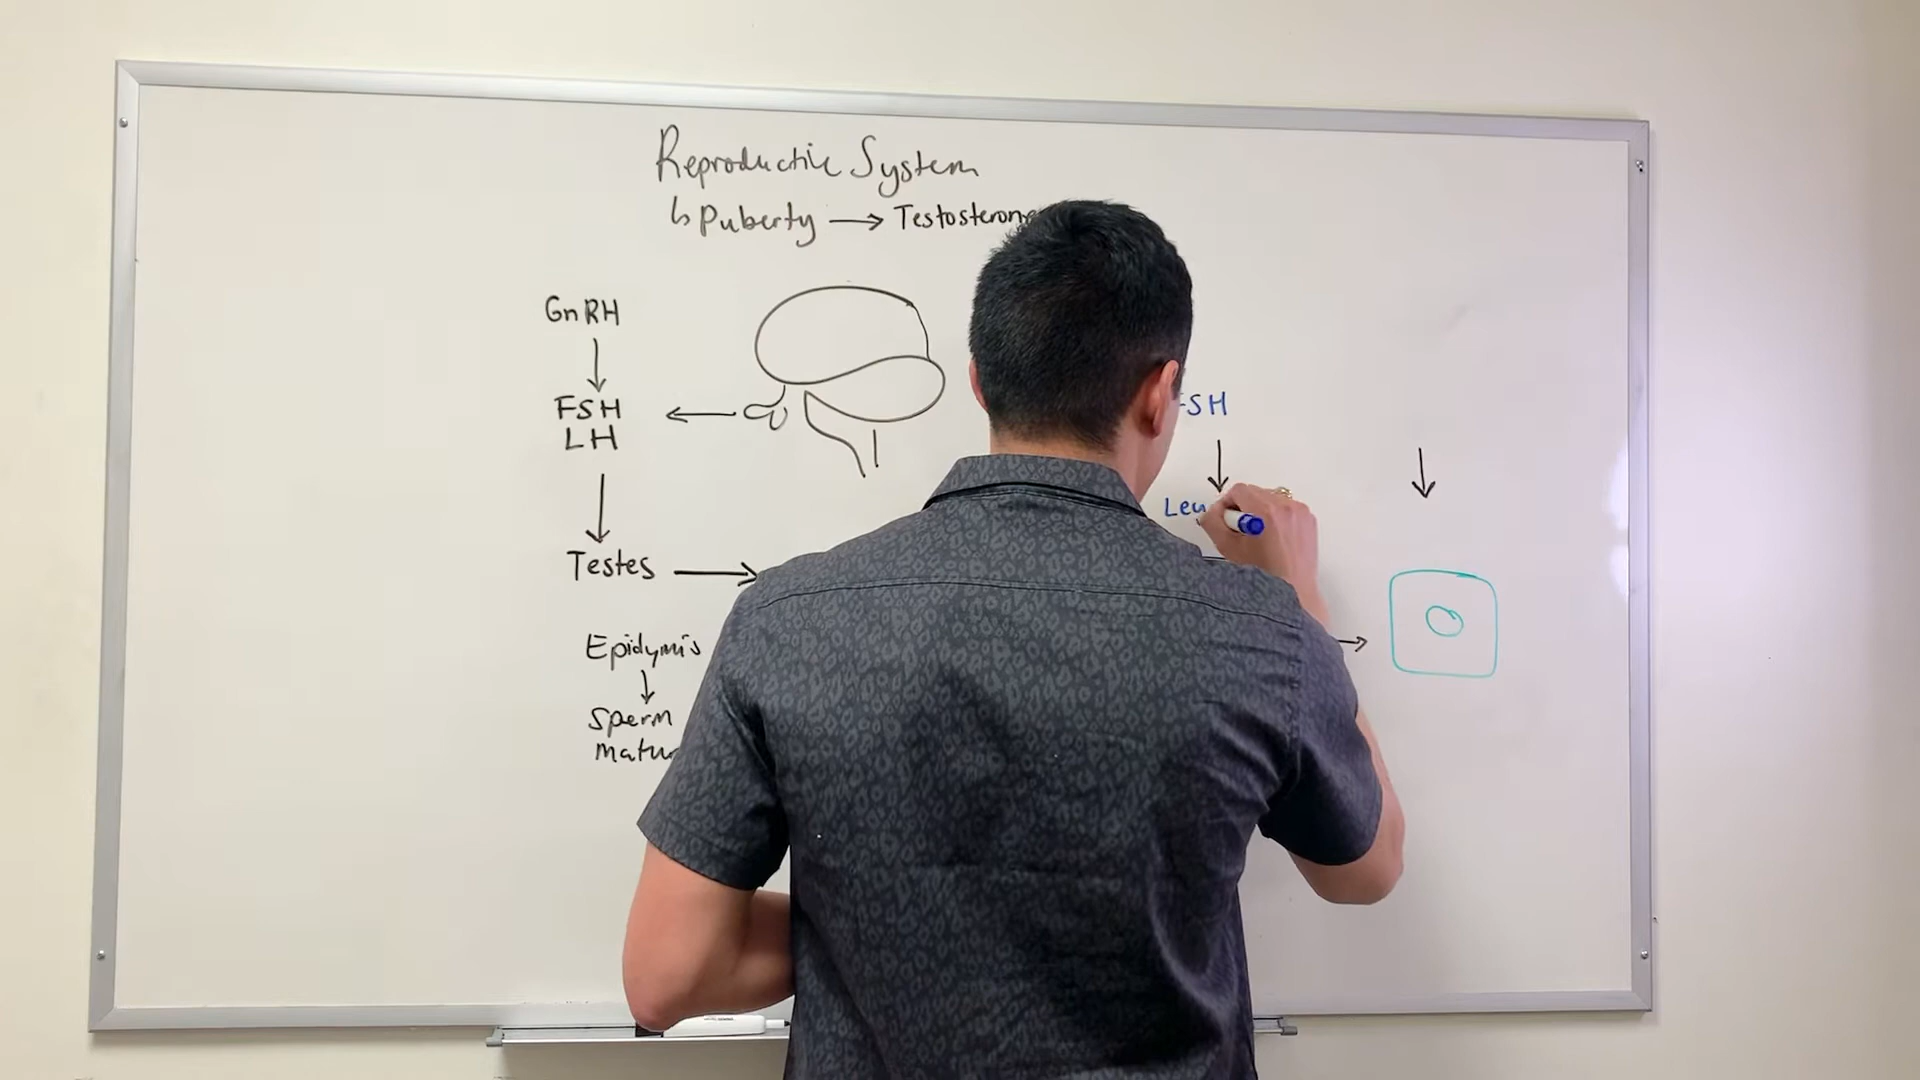 Reproductive System
↳ Puberty → Testosterone
GnRH
FSH
LH
Testes
Epidymis
Sperm
FSH